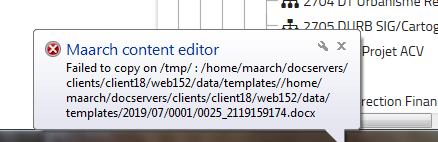 2704 DT Urbanisme Re
2705 DURB SIG/Cartog
Maarch content editor
Projet ACV
Failed to copy on /tmp/ : /home/maarch/docservers/
clients/client18/web152/data/templates//home/
maarch/docservers/clients/client18/web152/data/
templates/2019/07/0001/0025_2119159174.docx
rection Finan